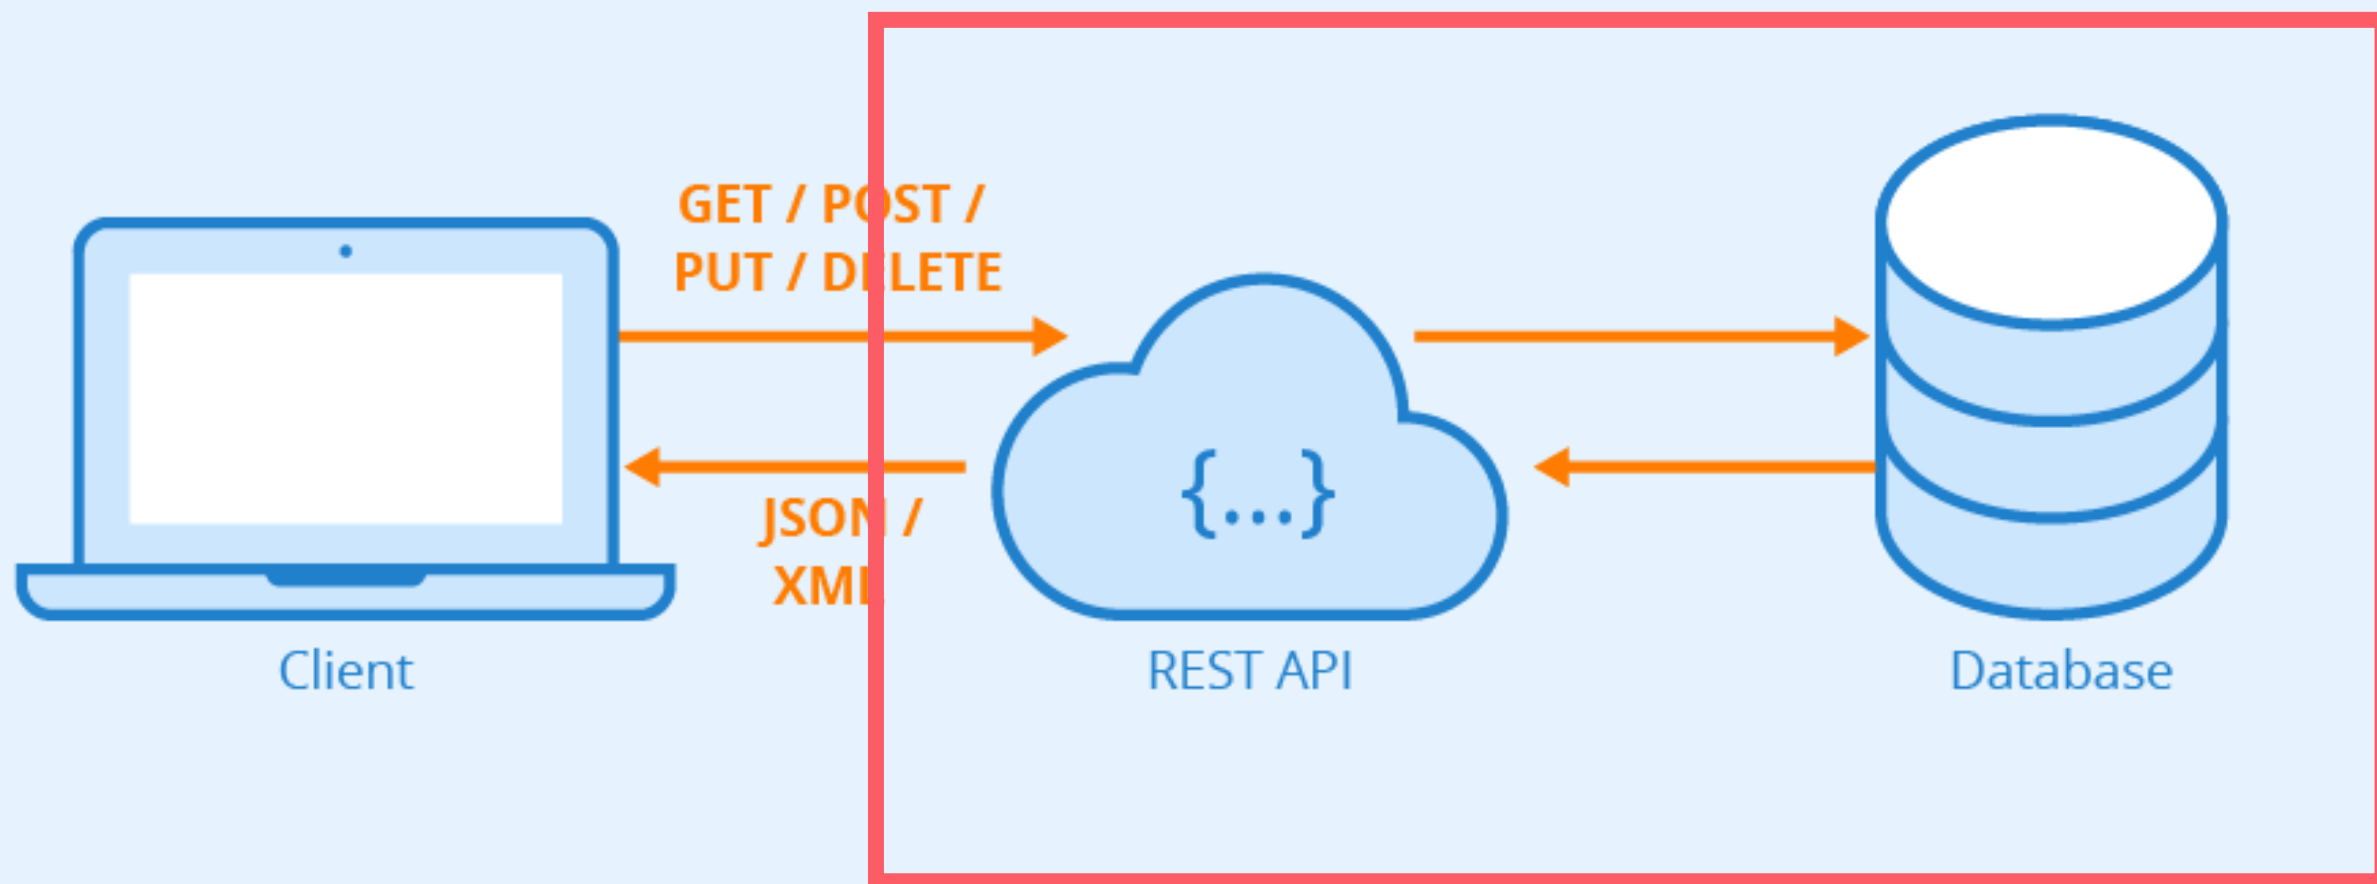 GET / POST /
PUT / DELETE
JSON /
XML
{...}
Client
REST API
Database